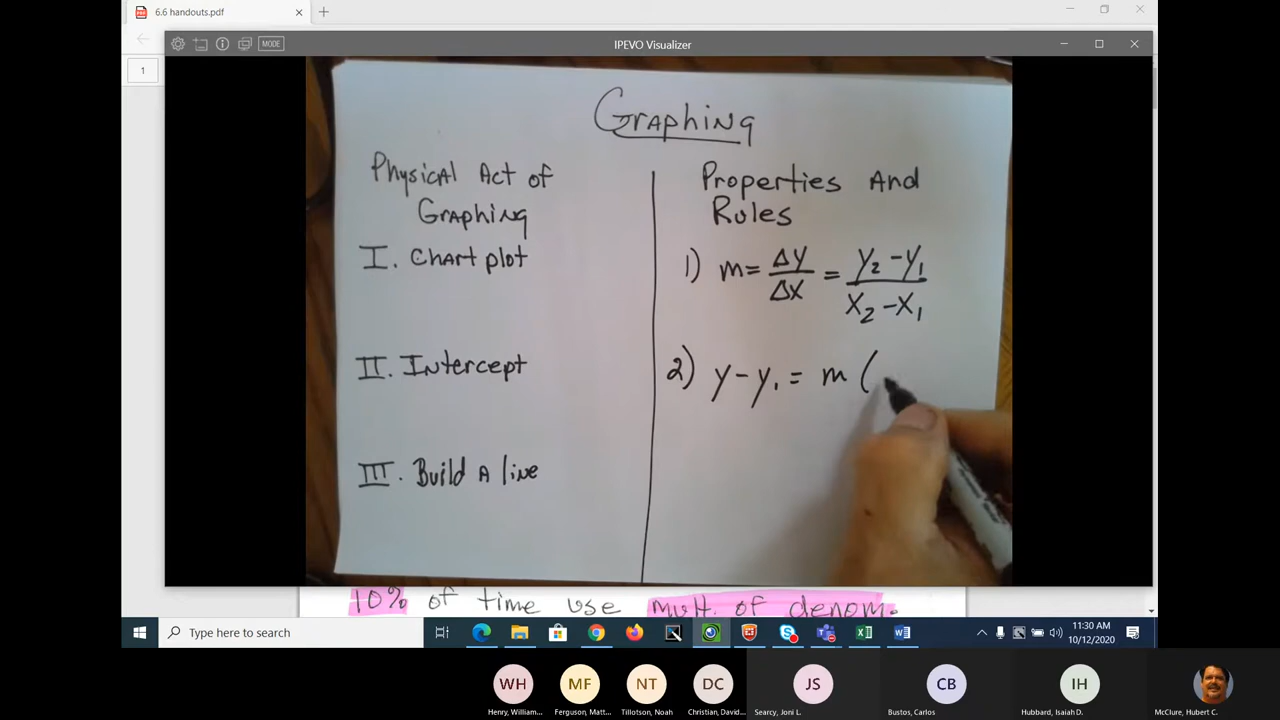 6.6 handouts.pdf
IPEVO Visualizer
MODE
1
Graphing
Physical Act of
Graphing
I. Chart plot
II. Intercept
III. Build A line
Properties And
Rules
1) m = Δy/Δx = y₂ - y₁ / x₂ - x₁
2) y - y₁ = m (
10% of time use mult. of denom.
Type here to search
11:30 AM
10/12/2020
WH
MF
NT
DC
JS
CB
IH
Henry, William...
Ferguson, Matt...
Tillotson, Noah
Christian, David...
Searcy, Joni L.
Bustos, Carlos
Hubbard, Isaiah D.
McClure, Hubert C.